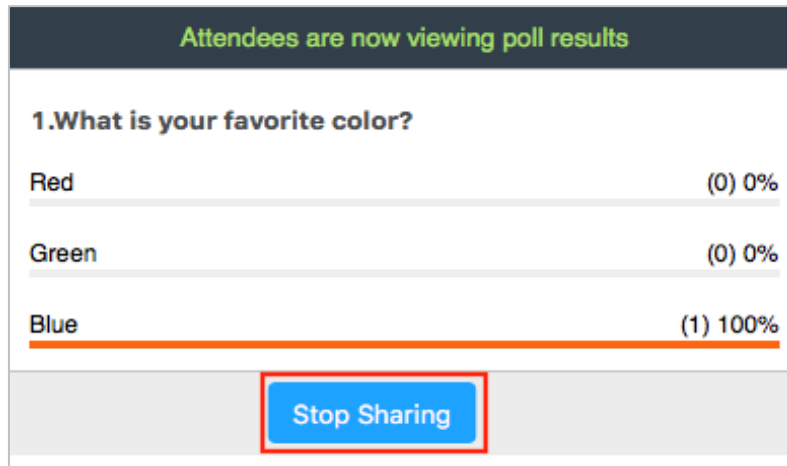 Attendees are now viewing poll results
1.What is your favorite color?
Red (0) 0%
Green (0) 0%
Blue (1) 100%
Stop Sharing